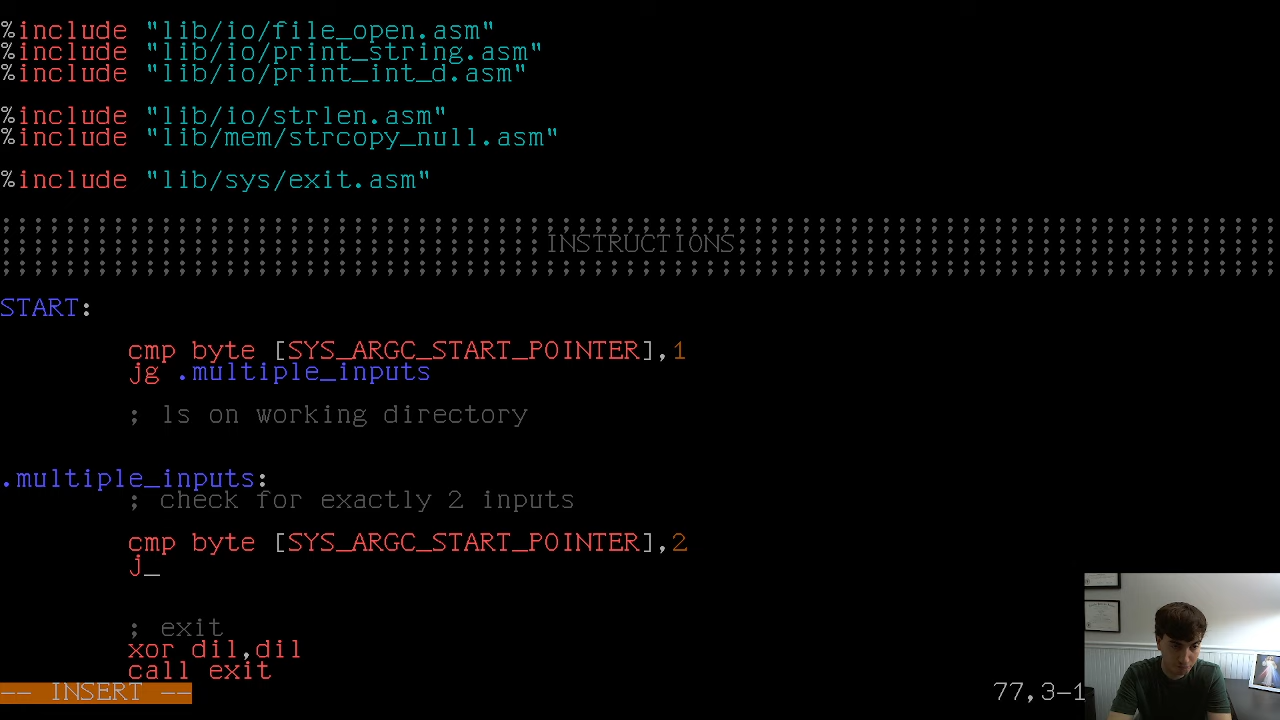 %include "lib/io/file_open.asm"
%include "lib/io/print_string.asm"
%include "lib/io/print_int_d.asm"
%include "lib/io/strlen.asm"
%include "lib/mem/strcopy_null.asm"
%include "lib/sys/exit.asm"
;;;;;;;;;;;;;;;;;;;;;;;;;;;;;;;;;;;;;;;;;;;;;;;;;;;;;;;;;;;;;;;;;;;;;;;;;;;;;;;;
;;;;;;;;;;;;;;;;;;;;;;;;;;;;;;;;;;INSTRUCTIONS;;;;;;;;;;;;;;;;;;;;;;;;;;;;;;;;;;
;;;;;;;;;;;;;;;;;;;;;;;;;;;;;;;;;;;;;;;;;;;;;;;;;;;;;;;;;;;;;;;;;;;;;;;;;;;;;;;;
START:
cmp byte [SYS_ARGC_START_POINTER],1
jg .multiple_inputs
; ls on working directory
.multiple_inputs:
; check for exactly 2 inputs
cmp byte [SYS_ARGC_START_POINTER],2
j_
; exit
xor dil,dil
call exit
-- INSERT -- 77,3-1